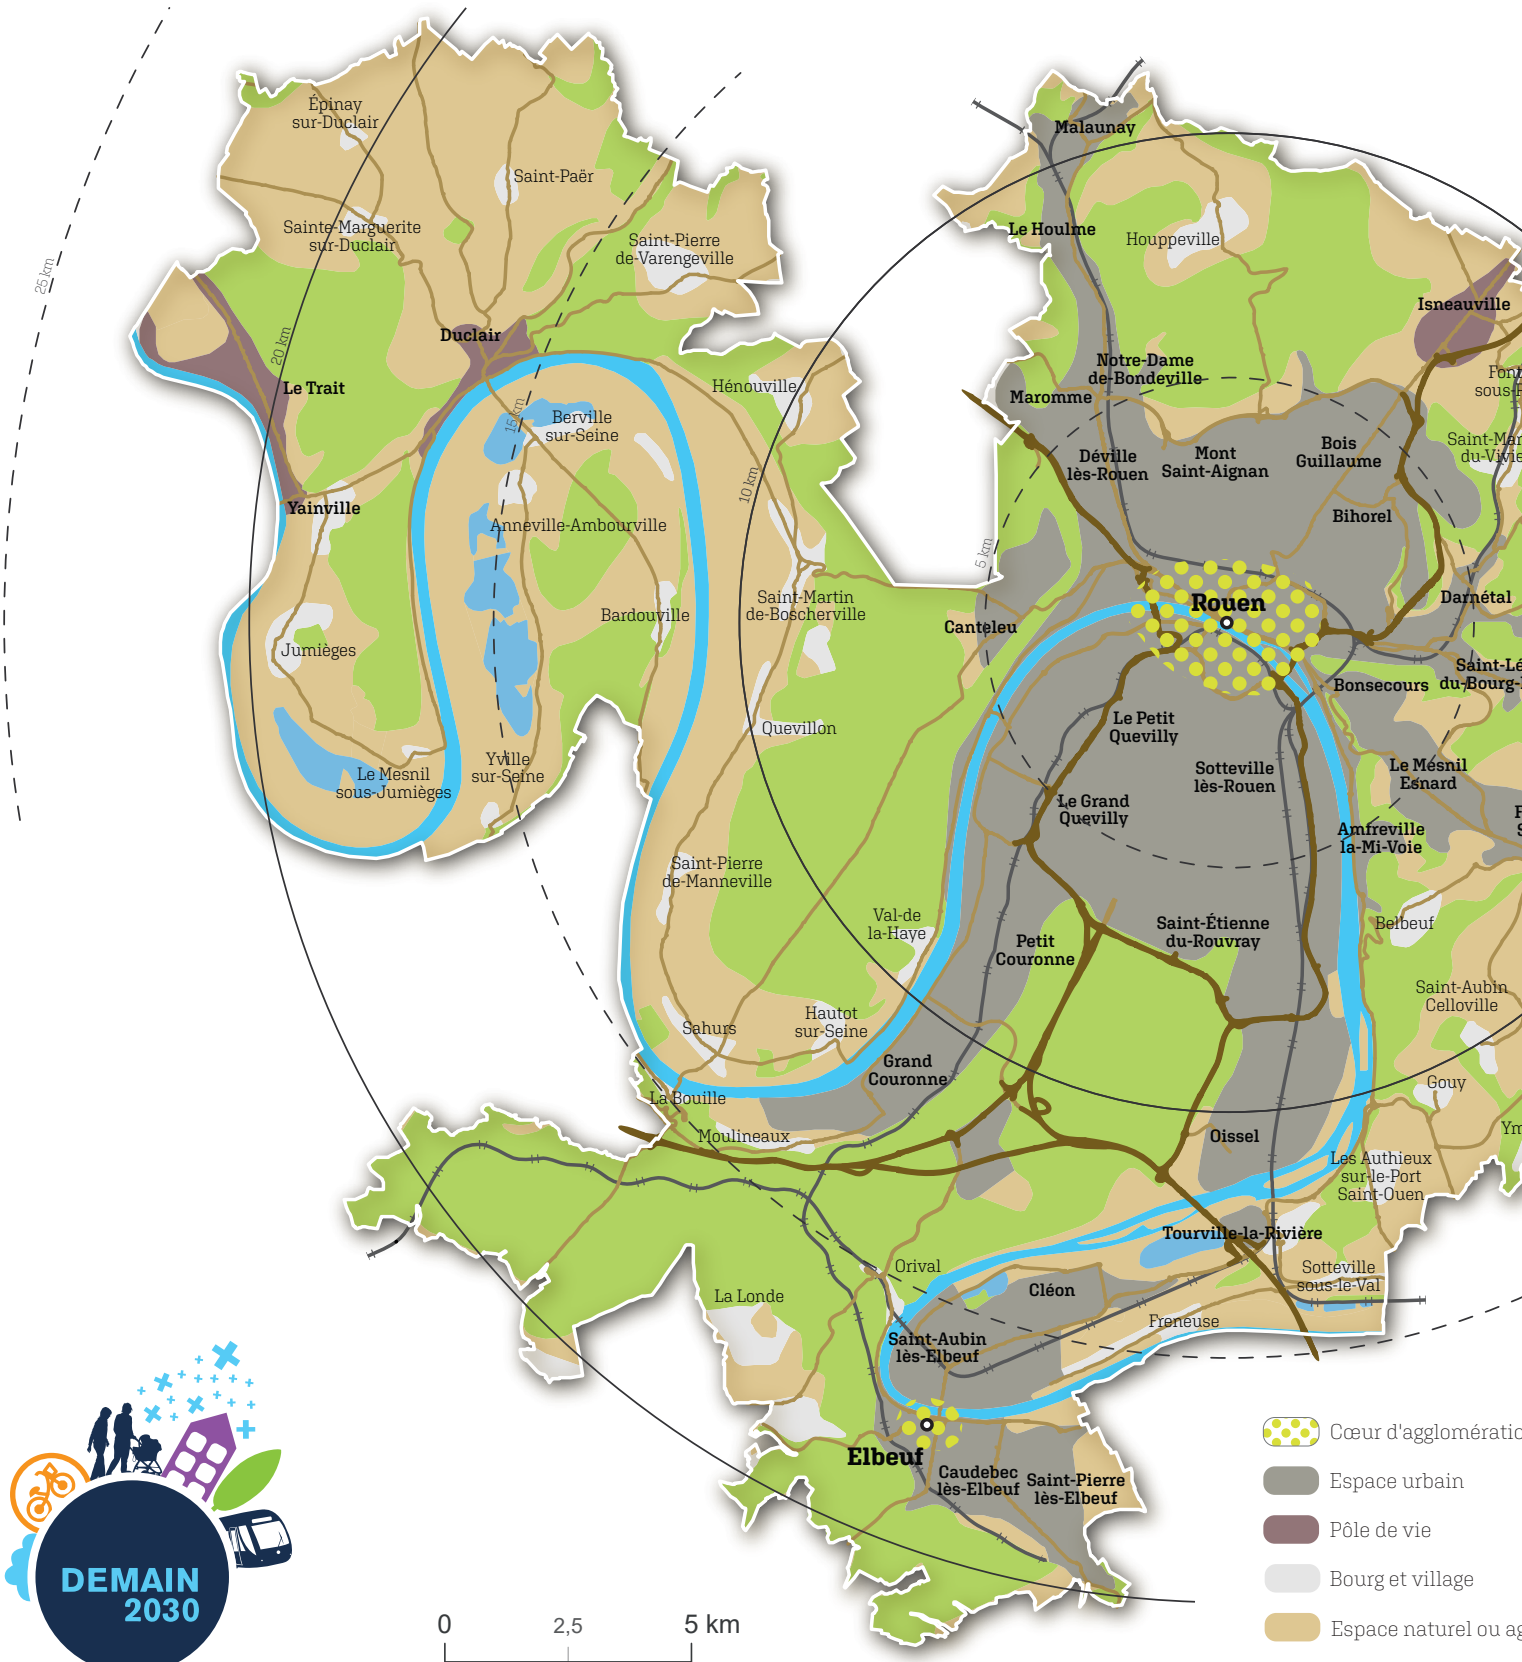 Épinay
sur-Duclair
Saint-Paër
Sainte-Marguerite
sur-Duclair
Saint-Pierre
de-Varengeville
Malaunay
Le Houlme
Houppeville
Isneauville
25 km
20 km
Duclair
Le Trait
15 km
Berville
sur-Seine
Hénouville
Notre-Dame
de-Bondeville
Maromme
Déville
lès-Rouen
Mont
Saint-Aignan
Bois
Guillaume
Bihorel
Yainville
Anneville-Ambourville
10 km
5 km
Saint-Martin
de-Boscherville
Bardouville
Jumièges
Canteleu
Rouen
Darnétal
Bonsecours
Quevillon
Le Petit
Quevilly
Sotteville
lès-Rouen
Le Mesnil
Esnard
Le Mesnil
sous-Jumièges
Yville
sur-Seine
Le Grand
Quevilly
Amfreville
la-Mi-Voie
Saint-Pierre
de-Manneville
Val-de
la-Haye
Petit
Couronne
Saint-Étienne
du-Rouvray
Belbeuf
Saint-Aubin
Celloville
Sahurs
Hautot
sur-Seine
Grand
Couronne
Gouy
La Bouille
Moulineaux
Oissel
Les Authieux
sur-le-Port
Saint-Ouen
Tourville-la-Rivière
Orival
La Londe
Cléon
Sotteville
sous-le-Val
Freneuse
Saint-Aubin
lès-Elbeuf
Elbeuf
Caudebec
lès-Elbeuf
Saint-Pierre
lès-Elbeuf
Cœur d'agglomératio
Espace urbain
Pôle de vie
Bourg et village
Espace naturel ou ag
DEMAIN
2030
0 2,5 5 km